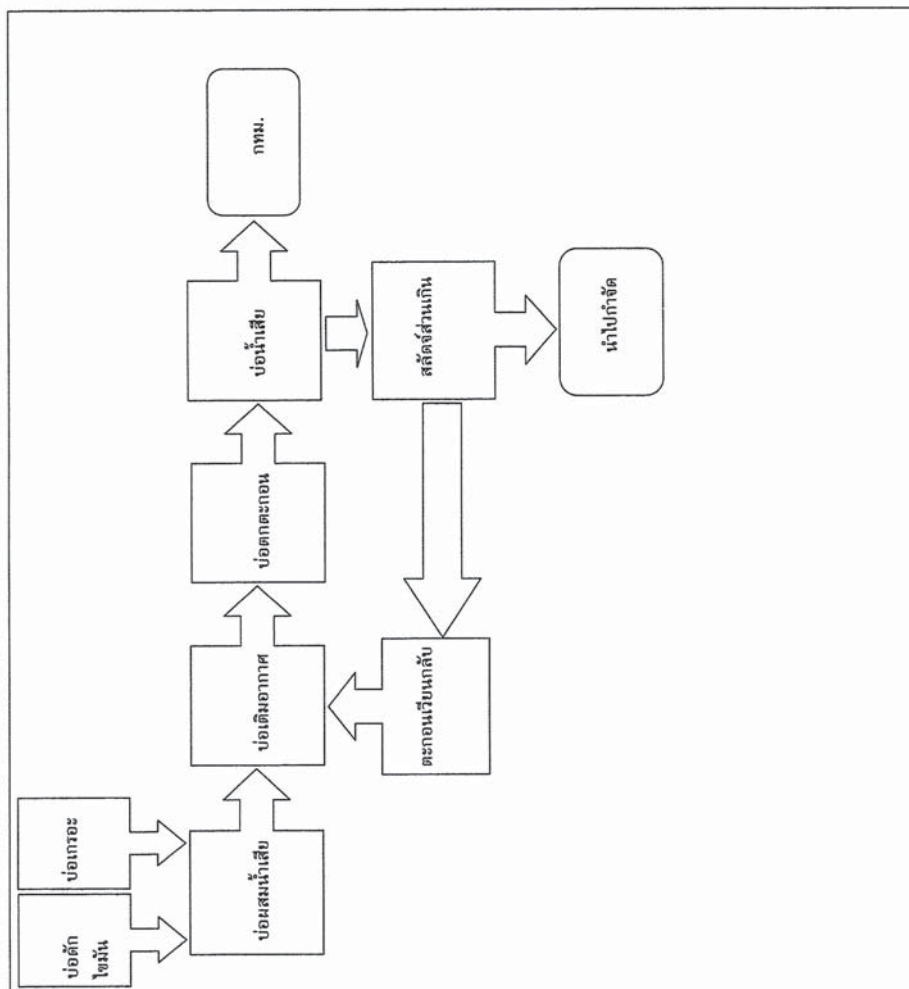 บ่อดัก
ไขมัน
บ่อเกรอะ
บ่อผสมน้ำเสีย
บ่อเติมอากาศ
บ่อตกตะกอน
บ่อน้ำเสีย
กทม.
ตะกอนเวียนกลับ
สลัดจ์ส่วนเกิน
นำไปกำจัด